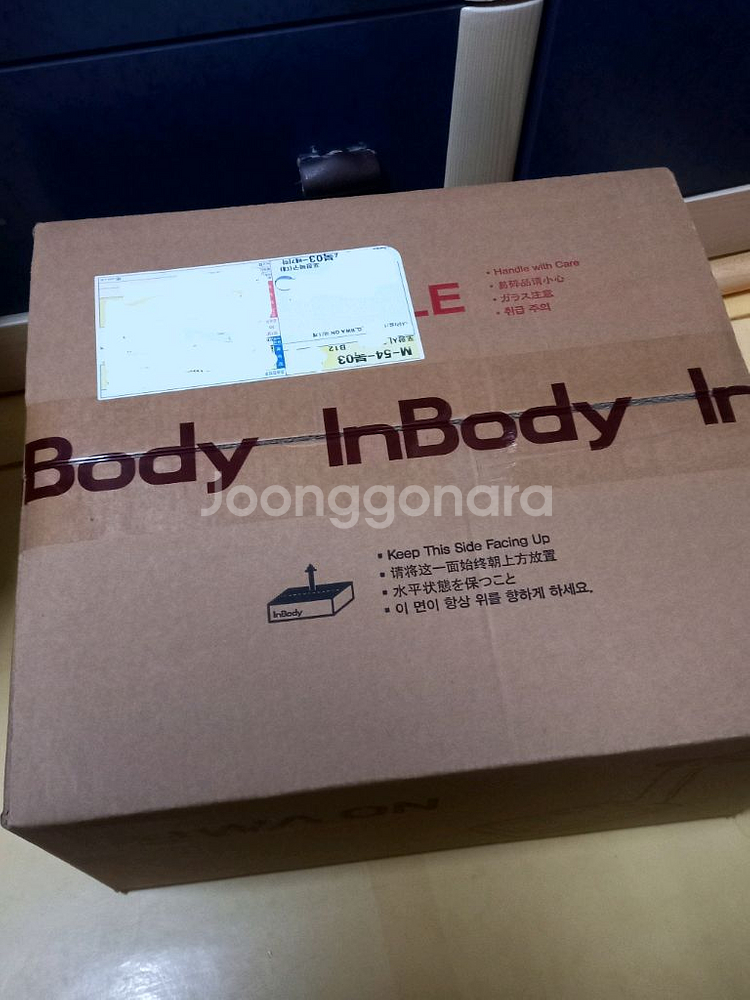 LE
• Handle with Care
• 易碎品请小心
• ガラス注意
• 취급 주의
Body InBody In
Joonggonara
▪ Keep This Side Facing Up
▪ 请将这一面始终朝上方放置
▪ 水平状態を保つこと
▪ 이 면이 항상 위를 향하게 하세요.
InBody
M-54-북03
B12